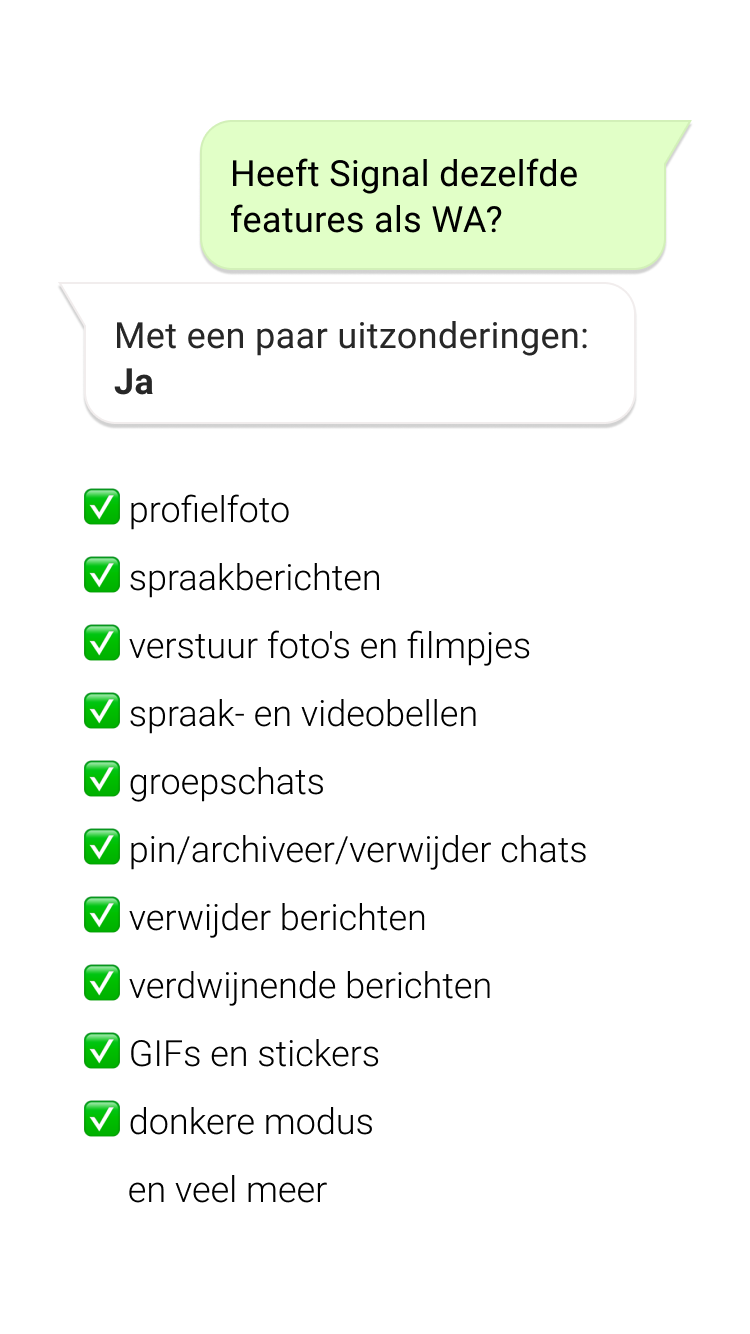 Heeft Signal dezelfde
features als WA?
Met een paar uitzonderingen:
Ja
✅ profielfoto
✅ spraakberichten
✅ verstuur foto's en filmpjes
✅ spraak- en videobellen
✅ groepschats
✅ pin/archiveer/verwijder chats
✅ verwijder berichten
✅ verdwijnende berichten
✅ GIFs en stickers
✅ donkere modus
en veel meer